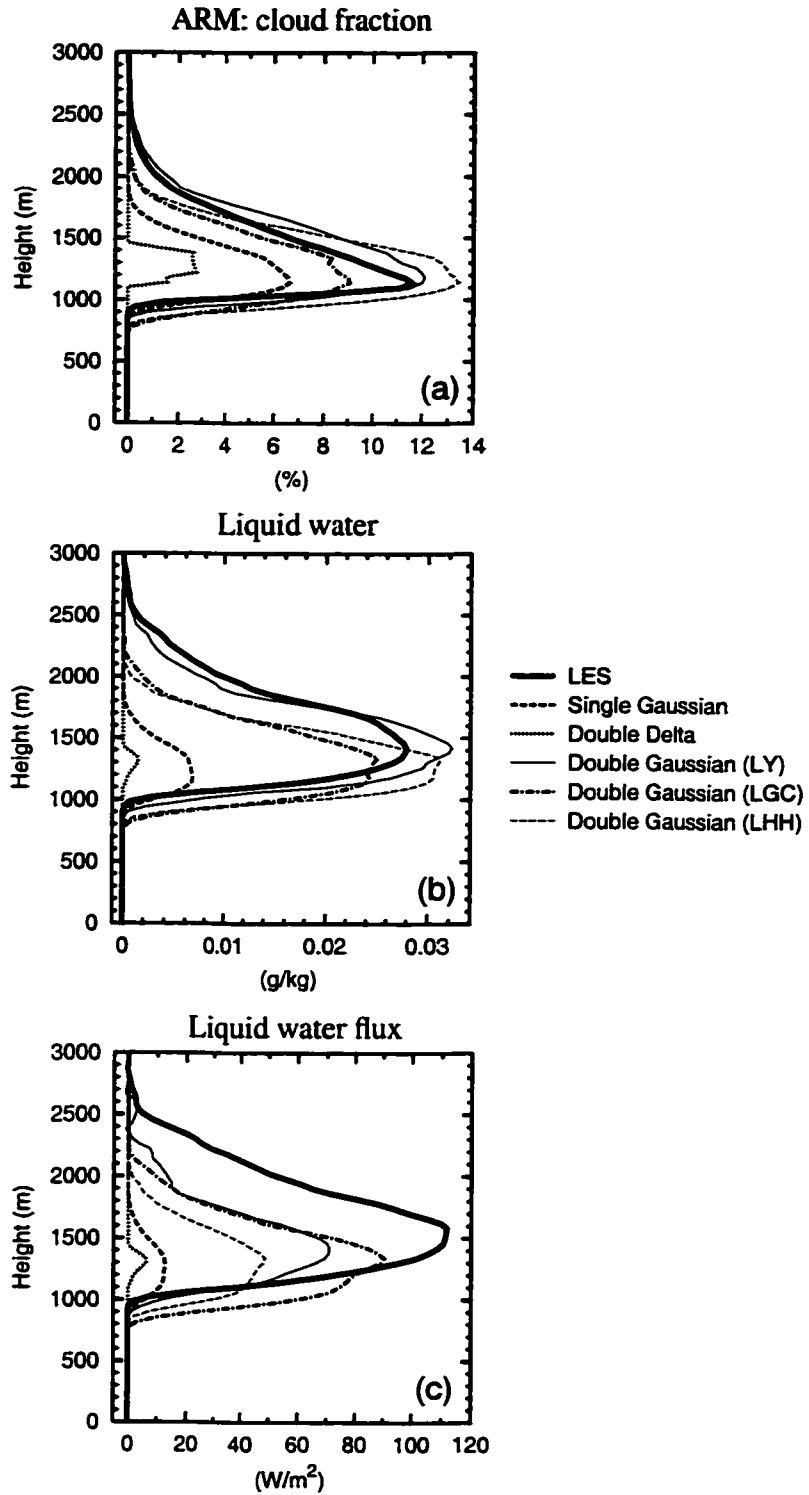 ARM: cloud fraction
3000
2500
2000
1500
1000
500
0
Height (m)
(a)
0 2 4 6 8 10 12 14
(%)
Liquid water
3000
2500
2000
1500
1000
500
0
Height (m)
(b)
0 0.01 0.02 0.03
(g/kg)
LES
Single Gaussian
Double Delta
Double Gaussian (LY)
Double Gaussian (LGC)
Double Gaussian (LHH)
Liquid water flux
3000
2500
2000
1500
1000
500
0
Height (m)
(c)
0 20 40 60 80 100 120
(W/m²)